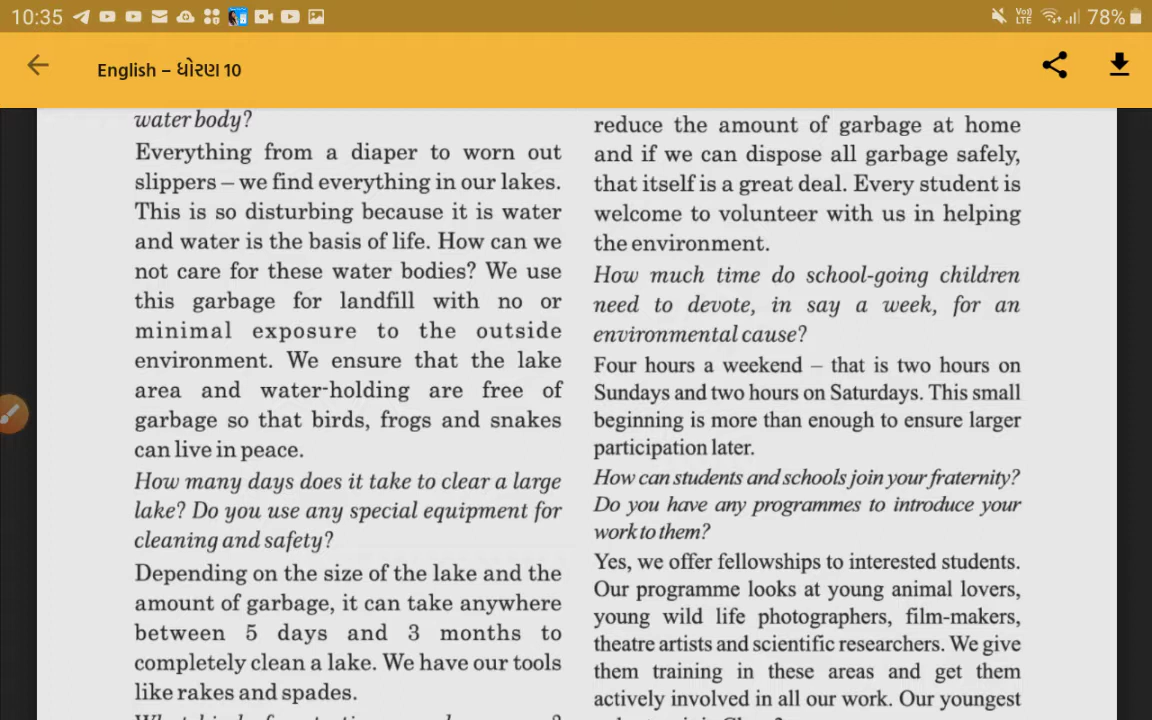 10:35
Vo))
LTE
78%
English – ધોરણ 10
water body?
Everything from a diaper to worn out
slippers – we find everything in our lakes.
This is so disturbing because it is water
and water is the basis of life. How can we
not care for these water bodies? We use
this garbage for landfill with no or
minimal exposure to the outside
environment. We ensure that the lake
area and water-holding are free of
garbage so that birds, frogs and snakes
can live in peace.
How many days does it take to clear a large
lake? Do you use any special equipment for
cleaning and safety?
Depending on the size of the lake and the
amount of garbage, it can take anywhere
between 5 days and 3 months to
completely clean a lake. We have our tools
like rakes and spades.
reduce the amount of garbage at home
and if we can dispose all garbage safely,
that itself is a great deal. Every student is
welcome to volunteer with us in helping
the environment.
How much time do school-going children
need to devote, in say a week, for an
environmental cause?
Four hours a weekend – that is two hours on
Sundays and two hours on Saturdays. This small
beginning is more than enough to ensure larger
participation later.
How can students and schools join your fraternity?
Do you have any programmes to introduce your
work to them?
Yes, we offer fellowships to interested students.
Our programme looks at young animal lovers,
young wild life photographers, film-makers,
theatre artists and scientific researchers. We give
them training in these areas and get them
actively involved in all our work. Our youngest